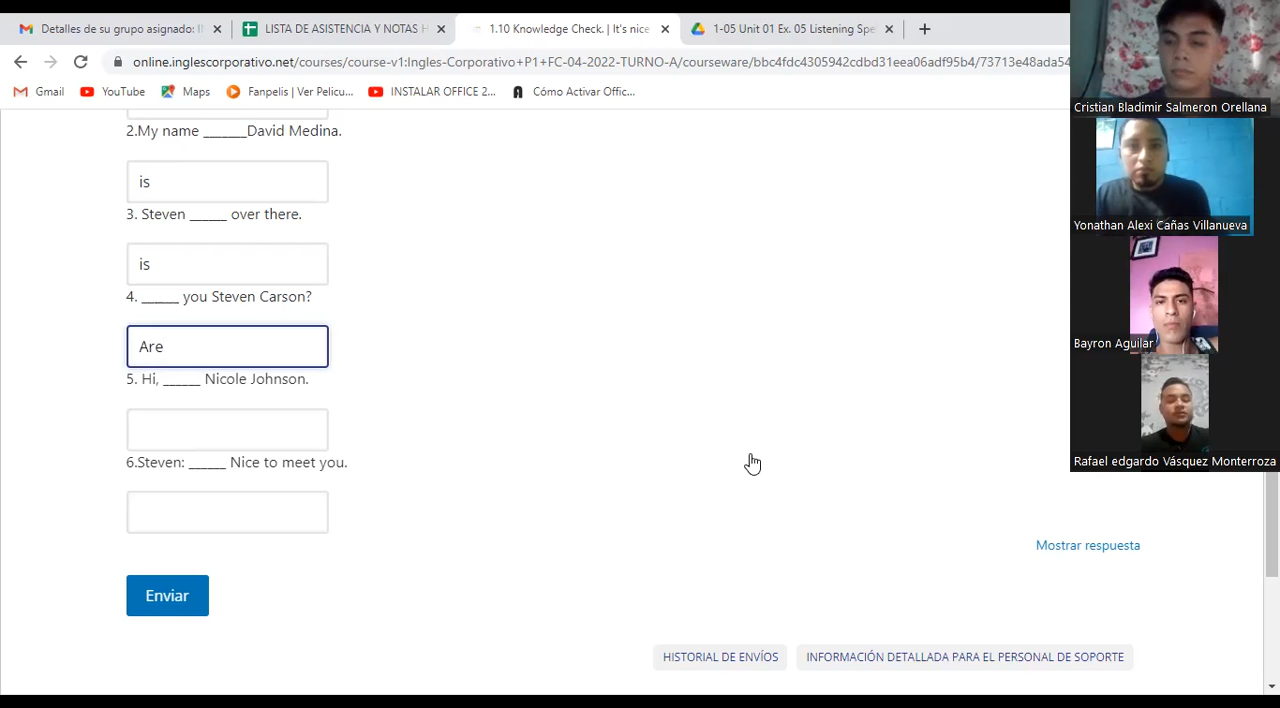 Detalles de su grupo asignado: I
LISTA DE ASISTENCIA Y NOTAS H
1.10 Knowledge Check. | It's nice
1-05 Unit 01 Ex. 05 Listening Spe
online.inglescorporativo.net/courses/course-v1:Ingles-Corporativo+P1+FC-04-2022-TURNO-A/courseware/bbc4fdc4305942cdbd31eea06adf95b4/73713e48ada54
Gmail
YouTube
Maps
Fanpelis | Ver Pelicu...
INSTALAR OFFICE 2...
Cómo Activar Offic...
2.My name _______David Medina.
is
3. Steven ______ over there.
is
4. ______ you Steven Carson?
Are
5. Hi, ______ Nicole Johnson.
6.Steven: ______ Nice to meet you.
Mostrar respuesta
Enviar
HISTORIAL DE ENVÍOS
INFORMACIÓN DETALLADA PARA EL PERSONAL DE SOPORTE
Cristian Bladimir Salmeron Orellana
Yonathan Alexi Cañas Villanueva
Bayron Aguilar
Rafael edgardo Vásquez Monterroza